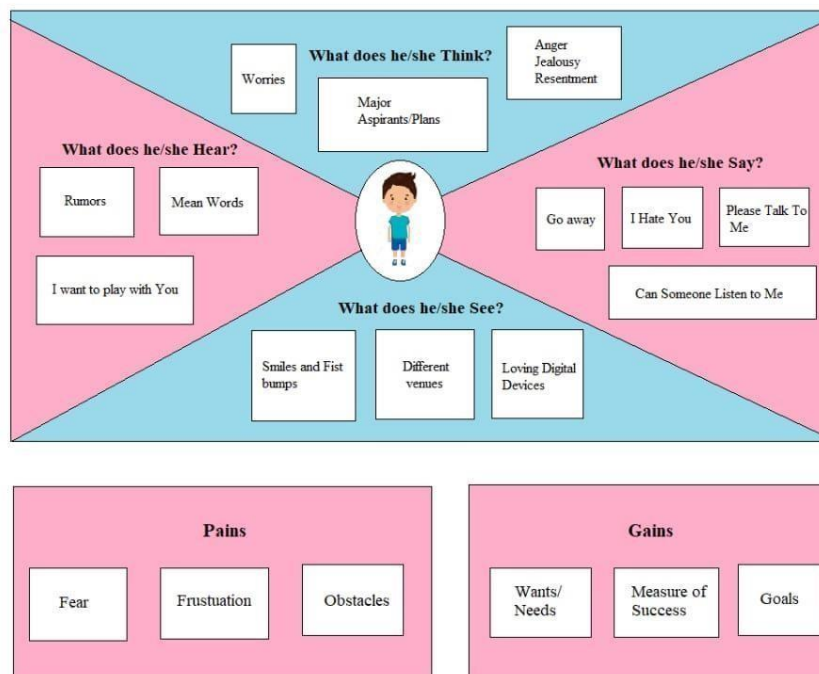 What does he/she Think?
Worries
Major
Aspirants/Plans
Anger
Jealousy
Resentment
What does he/she Hear?
Rumors
Mean Words
I want to play with You
What does he/she Say?
Go away
I Hate You
Please Talk To
Me
Can Someone Listen to Me
What does he/she See?
Smiles and Fist
bumps
Different
venues
Loving Digital
Devices
Pains
Fear
Frustuation
Obstacles
Gains
Wants/
Needs
Measure of
Success
Goals